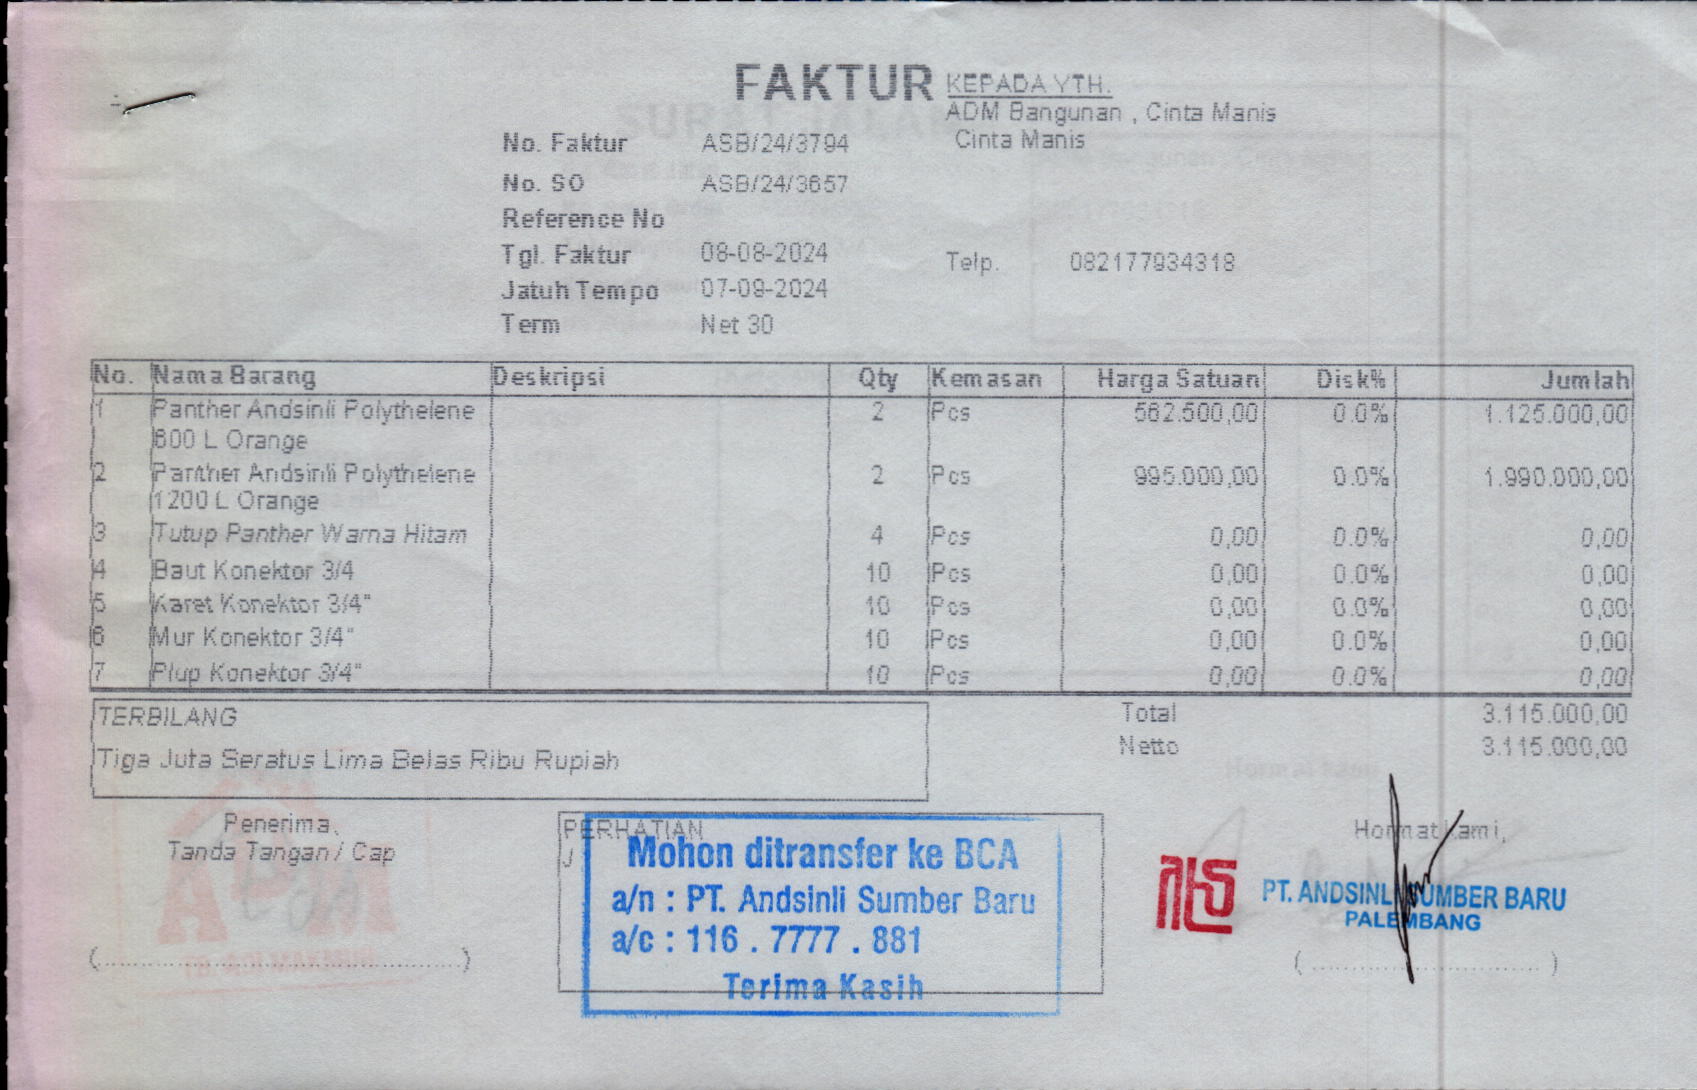 FAKTUR
KEPADA YTH.
ADM Bangunan , Cinta Manis
Cinta Manis
No. Faktur ASB/24/3794
No. SO ASB/24/3657
Reference No
Tgl. Faktur 08-08-2024
Telp. 082177934318
Jatuh Tempo 07-09-2024
Term Net 30
No. Nama Barang Deskripsi Qty Kemasan Harga Satuan Disk% Jumlah
1 Panther Andsinli Polythelene 2 Pcs 562.500,00 0.0% 1.125.000,00
600 L Orange
2 Panther Andsinli Polythelene 2 Pcs 995.000,00 0.0% 1.990.000,00
1200 L Orange
3 Tutup Panther Warna Hitam 4 Pcs 0,00 0.0% 0,00
4 Baut Konektor 3/4 10 Pcs 0,00 0.0% 0,00
5 Karet Konektor 3/4" 10 Pcs 0,00 0.0% 0,00
6 Mur Konektor 3/4" 10 Pcs 0,00 0.0% 0,00
7 Plup Konektor 3/4" 10 Pcs 0,00 0.0% 0,00
TERBILANG
Tiga Juta Seratus Lima Belas Ribu Rupiah
Total 3.115.000,00
Netto 3.115.000,00
Penerima,
Tanda Tangan / Cap
(..............................)
PERHATIAN
Mohon ditransfer ke BCA
a/n : PT. Andsinli Sumber Baru
a/c : 116 . 7777 . 881
Terima Kasih
Hormat Kami,
PT. ANDSINLI SUMBER BARU
PALEMBANG
(..............................)